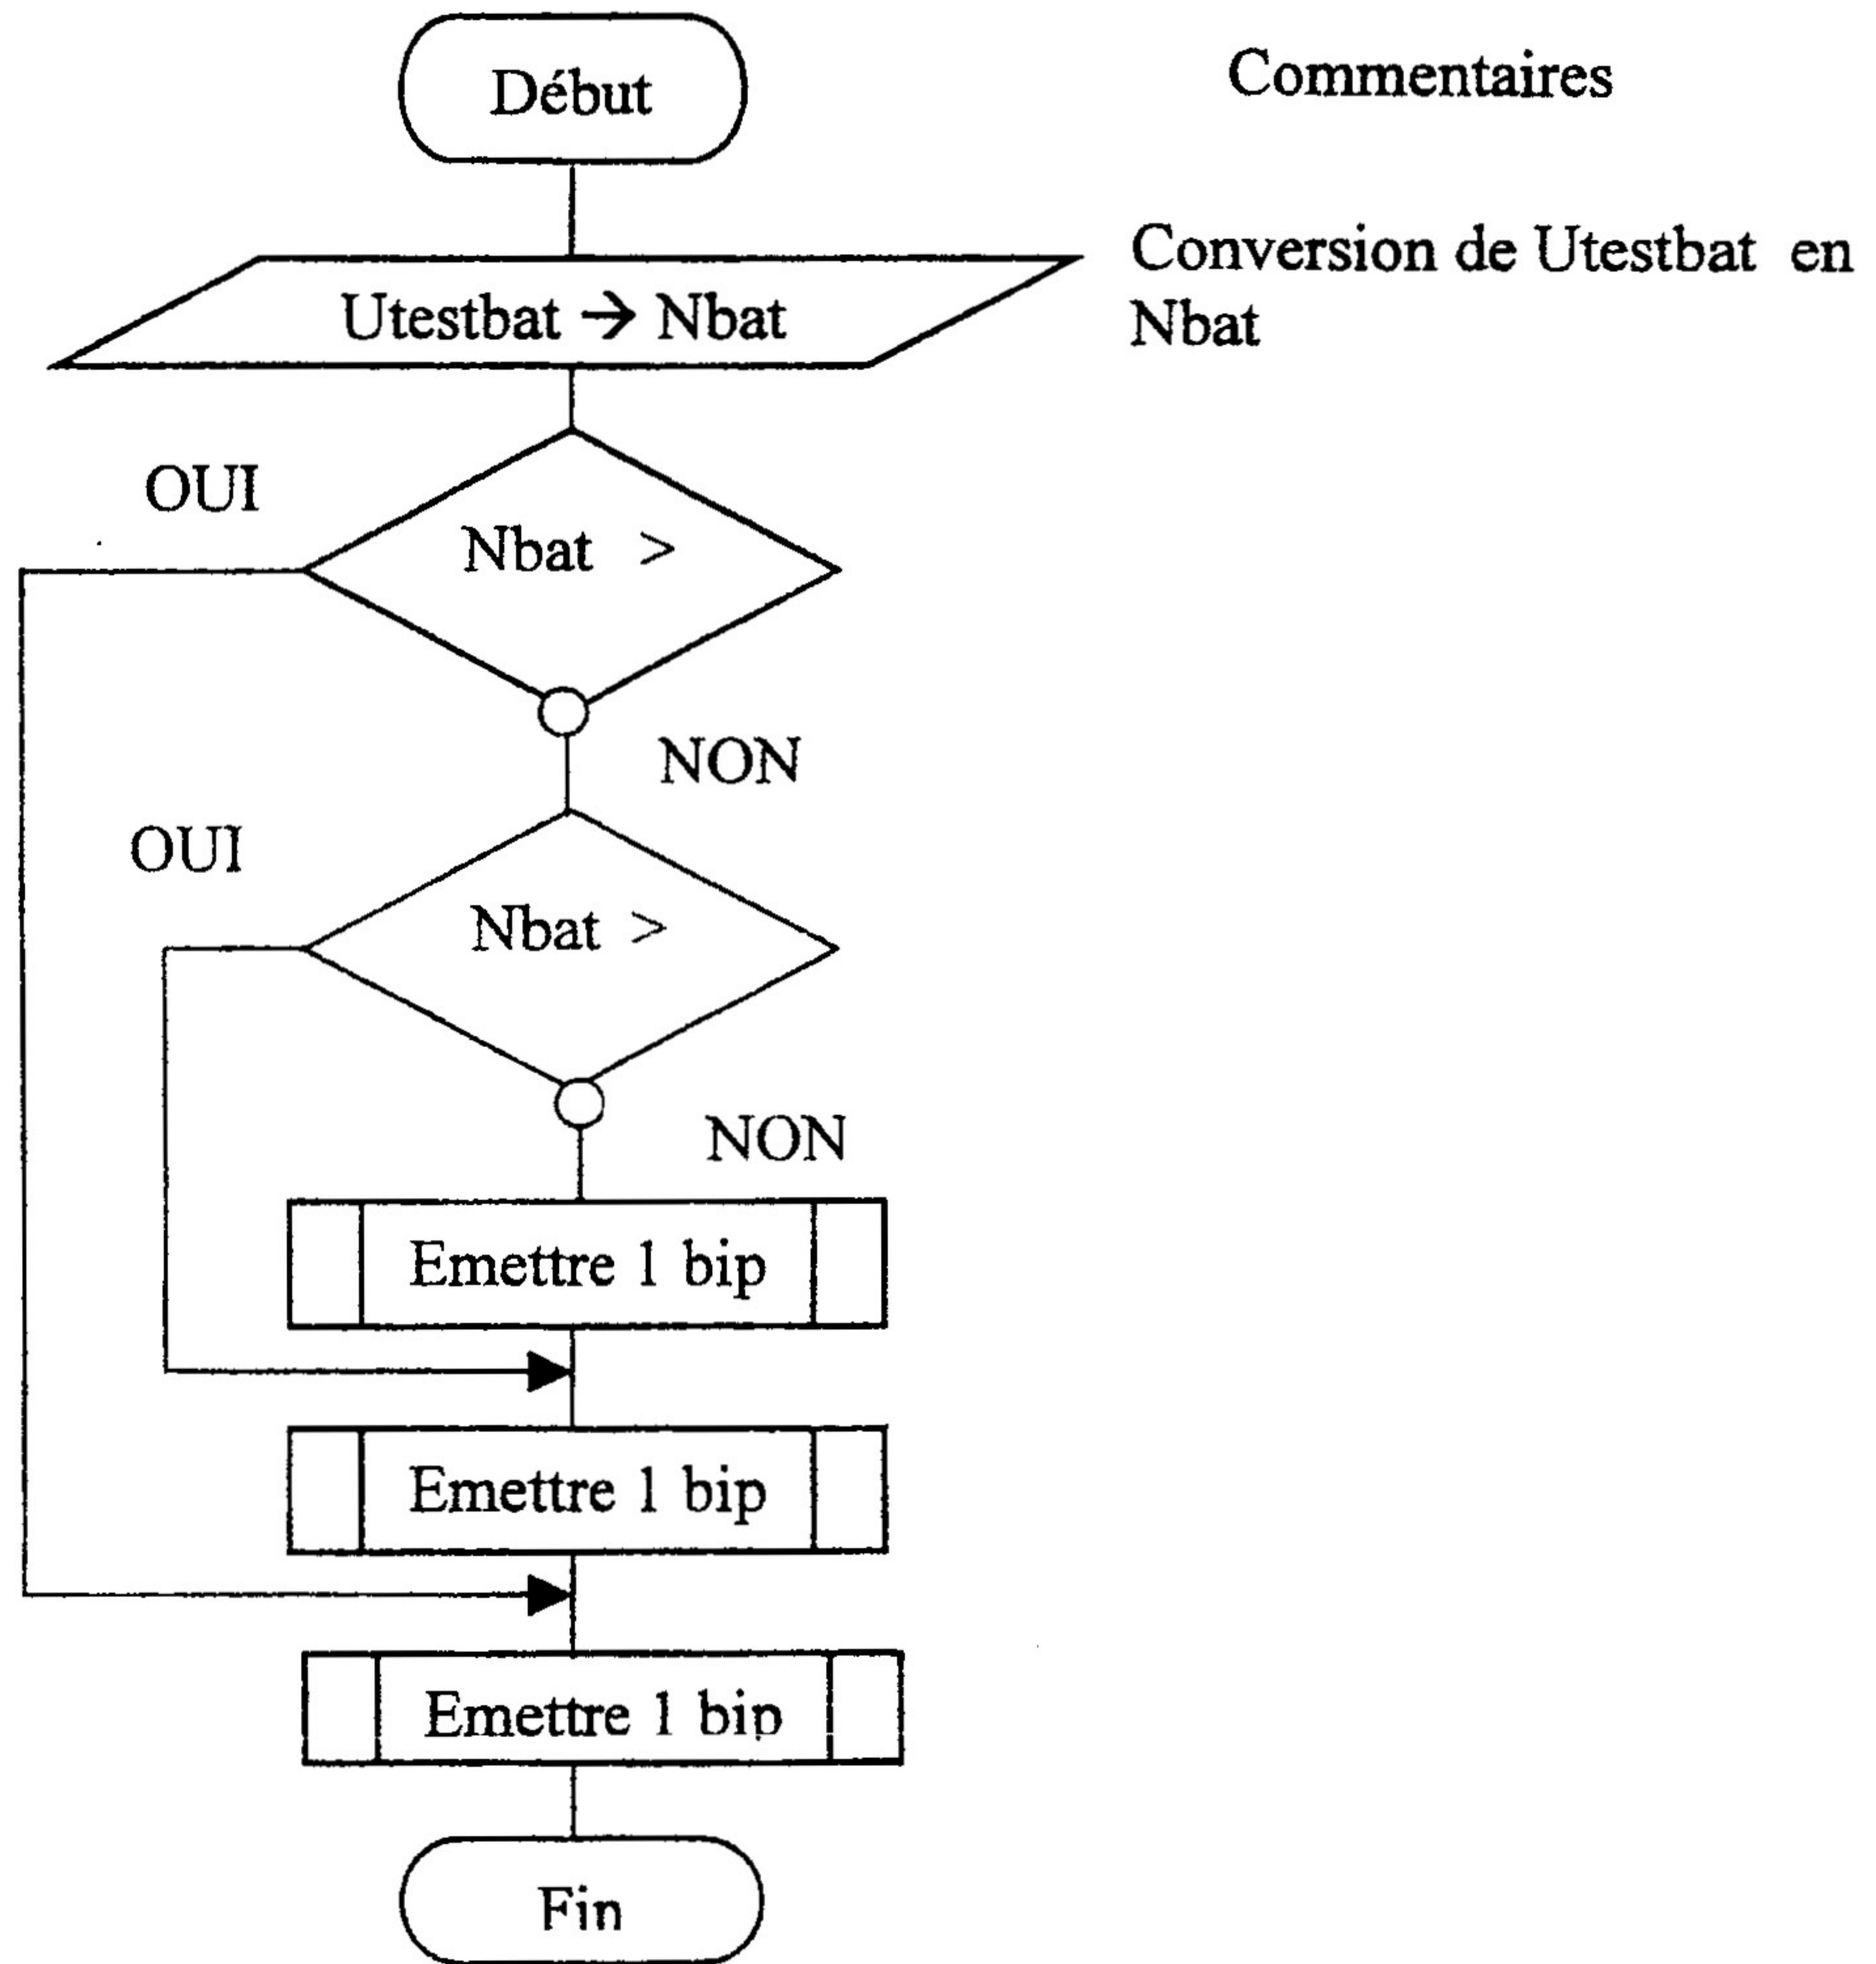 Début
Commentaires
Utestbat → Nbat
Conversion de Utestbat en
Nbat
OUI
Nbat >
NON
OUI
Nbat >
NON
Emettre 1 bip
Emettre 1 bip
Emettre 1 bip
Fin